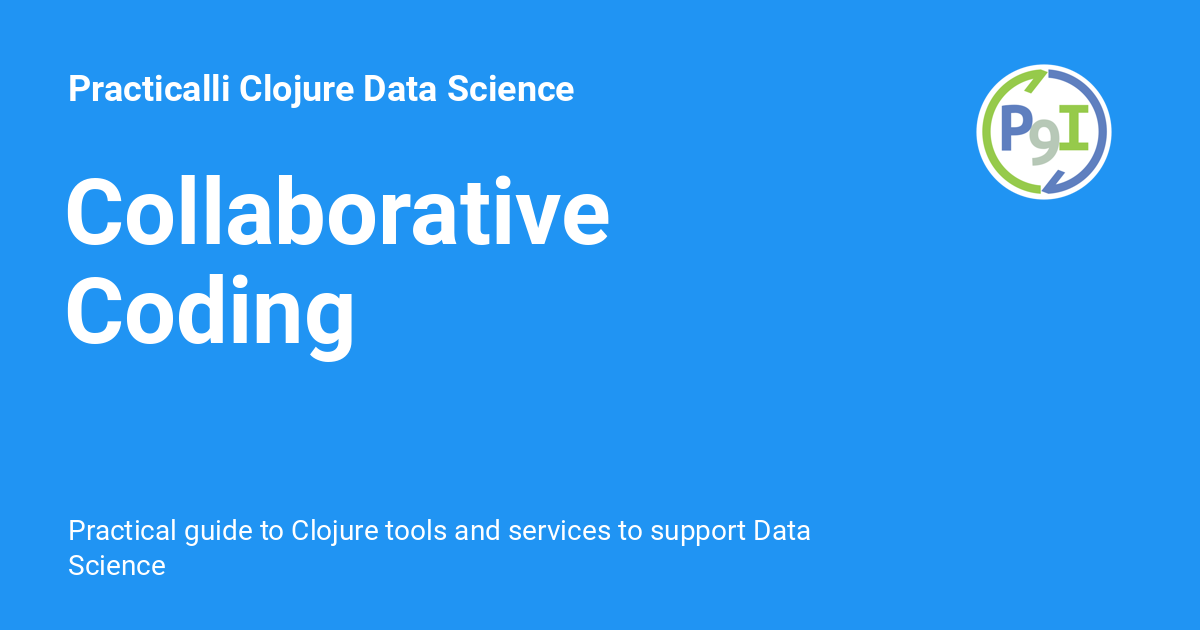 Practicalli Clojure Data Science
P9I
Collaborative
Coding
Practical guide to Clojure tools and services to support Data
Science